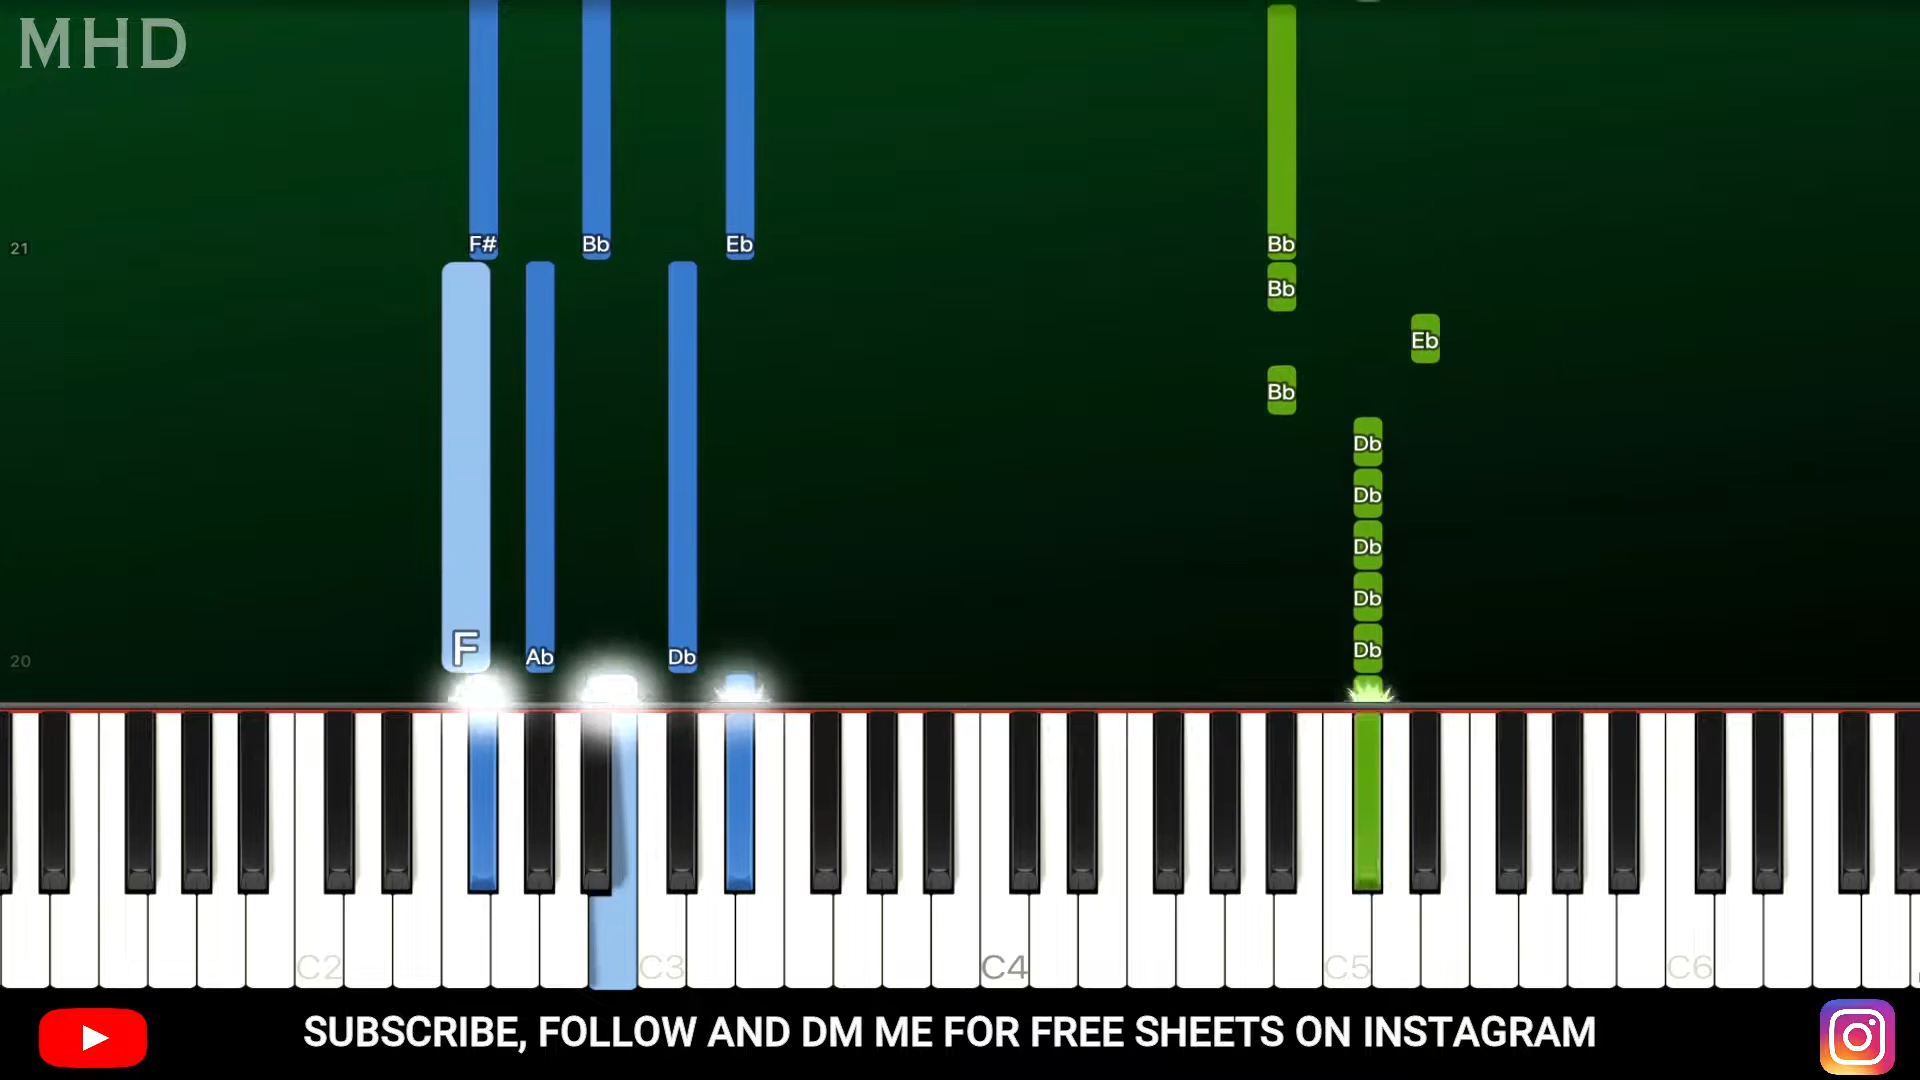 MHD
F# Bb Eb Bb
21
Bb
Eb
Bb
Db
Db
Db
Db
F Ab Db Db
20
C2 C3 C4 C5 C6
SUBSCRIBE, FOLLOW AND DM ME FOR FREE SHEETS ON INSTAGRAM